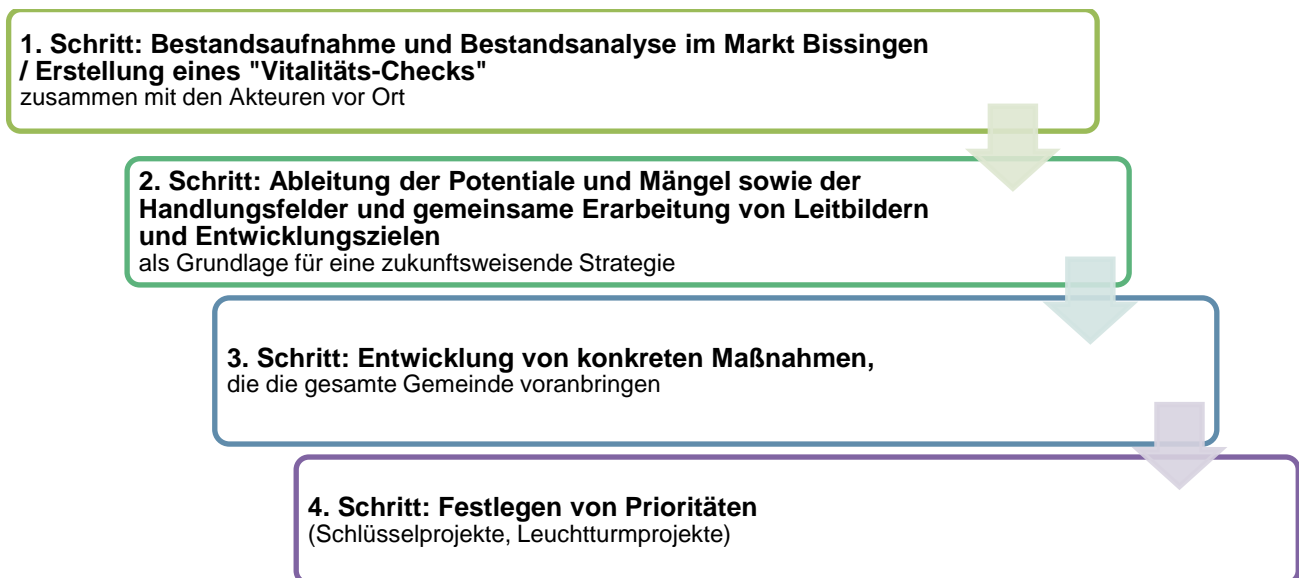 1. Schritt: Bestandsaufnahme und Bestandsanalyse im Markt Bissingen
/ Erstellung eines "Vitalitäts-Checks"
zusammen mit den Akteuren vor Ort
2. Schritt: Ableitung der Potentiale und Mängel sowie der
Handlungsfelder und gemeinsame Erarbeitung von Leitbildern
und Entwicklungszielen
als Grundlage für eine zukunftsweisende Strategie
3. Schritt: Entwicklung von konkreten Maßnahmen,
die die gesamte Gemeinde voranbringen
4. Schritt: Festlegen von Prioritäten
(Schlüsselprojekte, Leuchtturmprojekte)